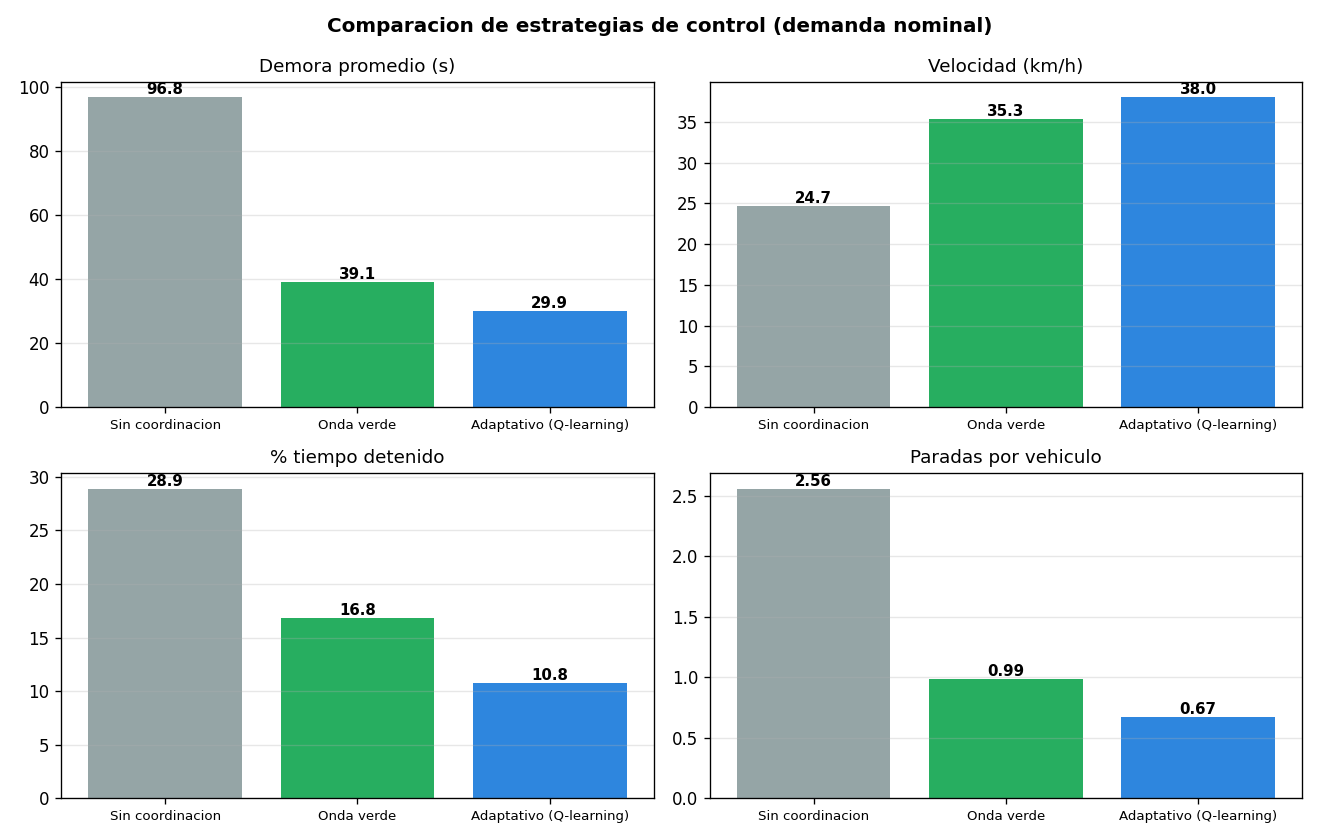 Comparacion de estrategias de control (demanda nominal)
Demora promedio (s)
100
80
60
40
20
0
96.8
39.1
29.9
Sin coordinacion
Onda verde
Adaptativo (Q-learning)
Velocidad (km/h)
35
30
25
20
15
10
5
0
24.7
35.3
38.0
Sin coordinacion
Onda verde
Adaptativo (Q-learning)
% tiempo detenido
30
25
20
15
10
5
0
28.9
16.8
10.8
Sin coordinacion
Onda verde
Adaptativo (Q-learning)
Paradas por vehiculo
2.5
2.0
1.5
1.0
0.5
0.0
2.56
0.99
0.67
Sin coordinacion
Onda verde
Adaptativo (Q-learning)